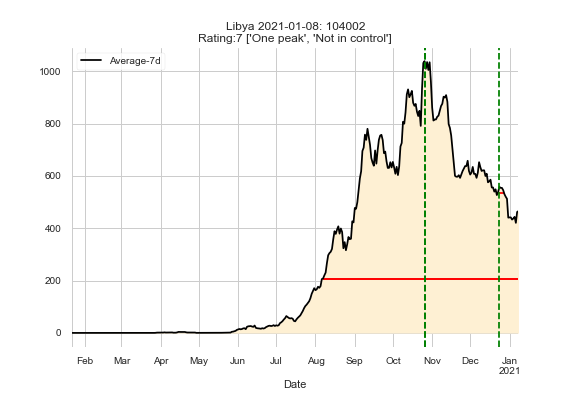 Libya 2021-01-08: 104002
Rating:7 ['One peak', 'Not in control']
Average-7d
1000
800
600
400
200
0
Feb Mar Apr May Jun Jul Aug Sep Oct Nov Dec Jan
2021
Date